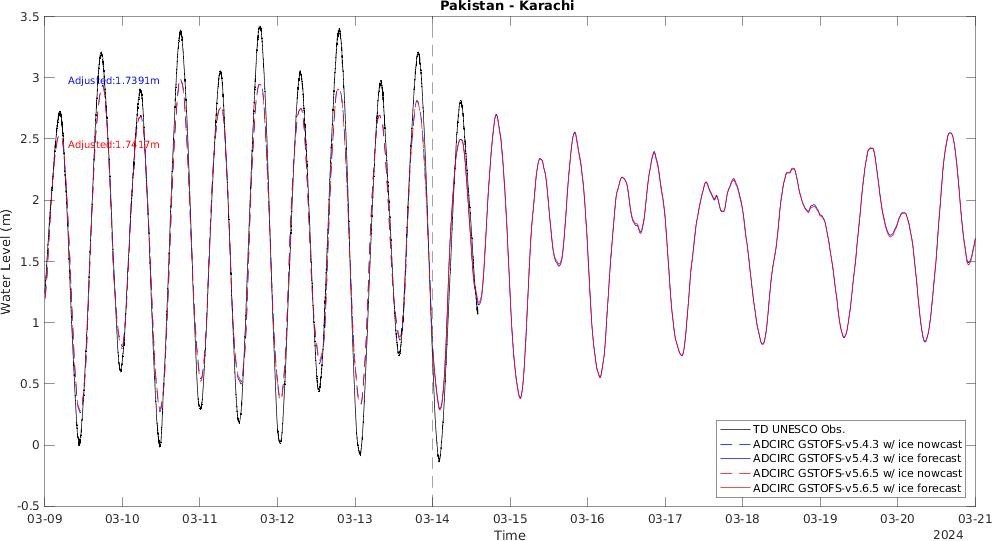 Pakistan - Karachi
3.5
3
2.5
2
1.5
1
0.5
0
-0.5
Water Level (m)
Adjusted:1.7391m
Adjusted:1.7417m
TD UNESCO Obs.
ADCIRC GSTOFS-v5.4.3 w/ ice nowcast
ADCIRC GSTOFS-v5.4.3 w/ ice forecast
ADCIRC GSTOFS-v5.6.5 w/ ice nowcast
ADCIRC GSTOFS-v5.6.5 w/ ice forecast
03-09 03-10 03-11 03-12 03-13 03-14 03-15 03-16 03-17 03-18 03-19 03-20 03-21
Time
2024